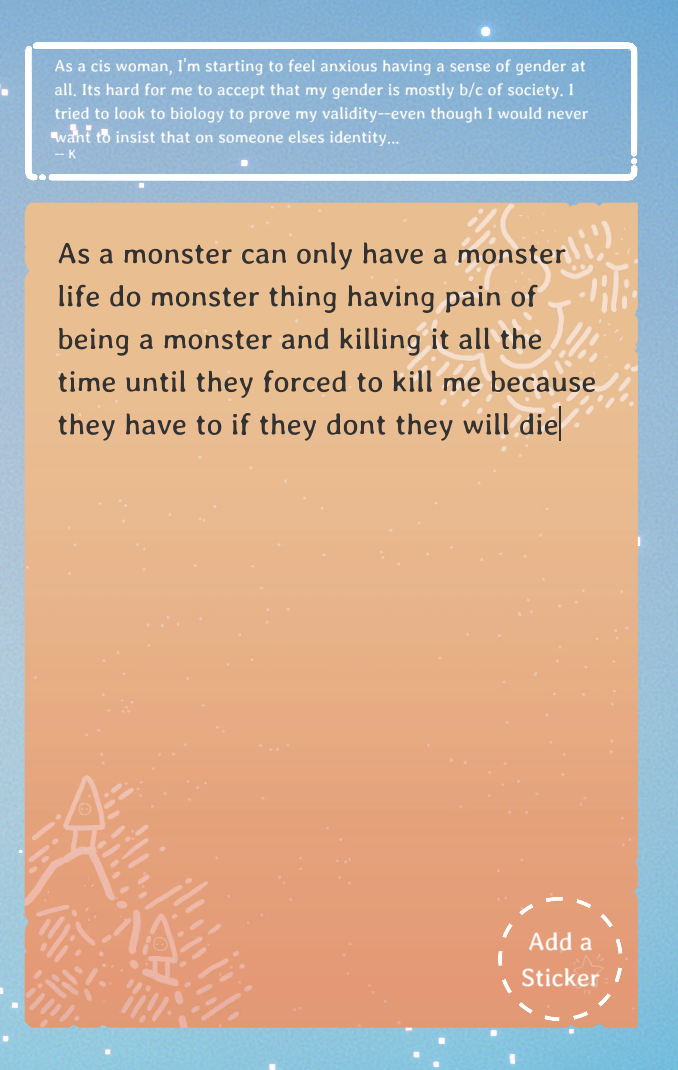 As a cis woman, I'm starting to feel anxious having a sense of gender at
all. Its hard for me to accept that my gender is mostly b/c of society. I
tried to look to biology to prove my validity--even though I would never
want to insist that on someone elses identity...
-- K
As a monster can only have a monster
life do monster thing having pain of
being a monster and killing it all the
time until they forced to kill me because
they have to if they dont they will die
Add a
Sticker